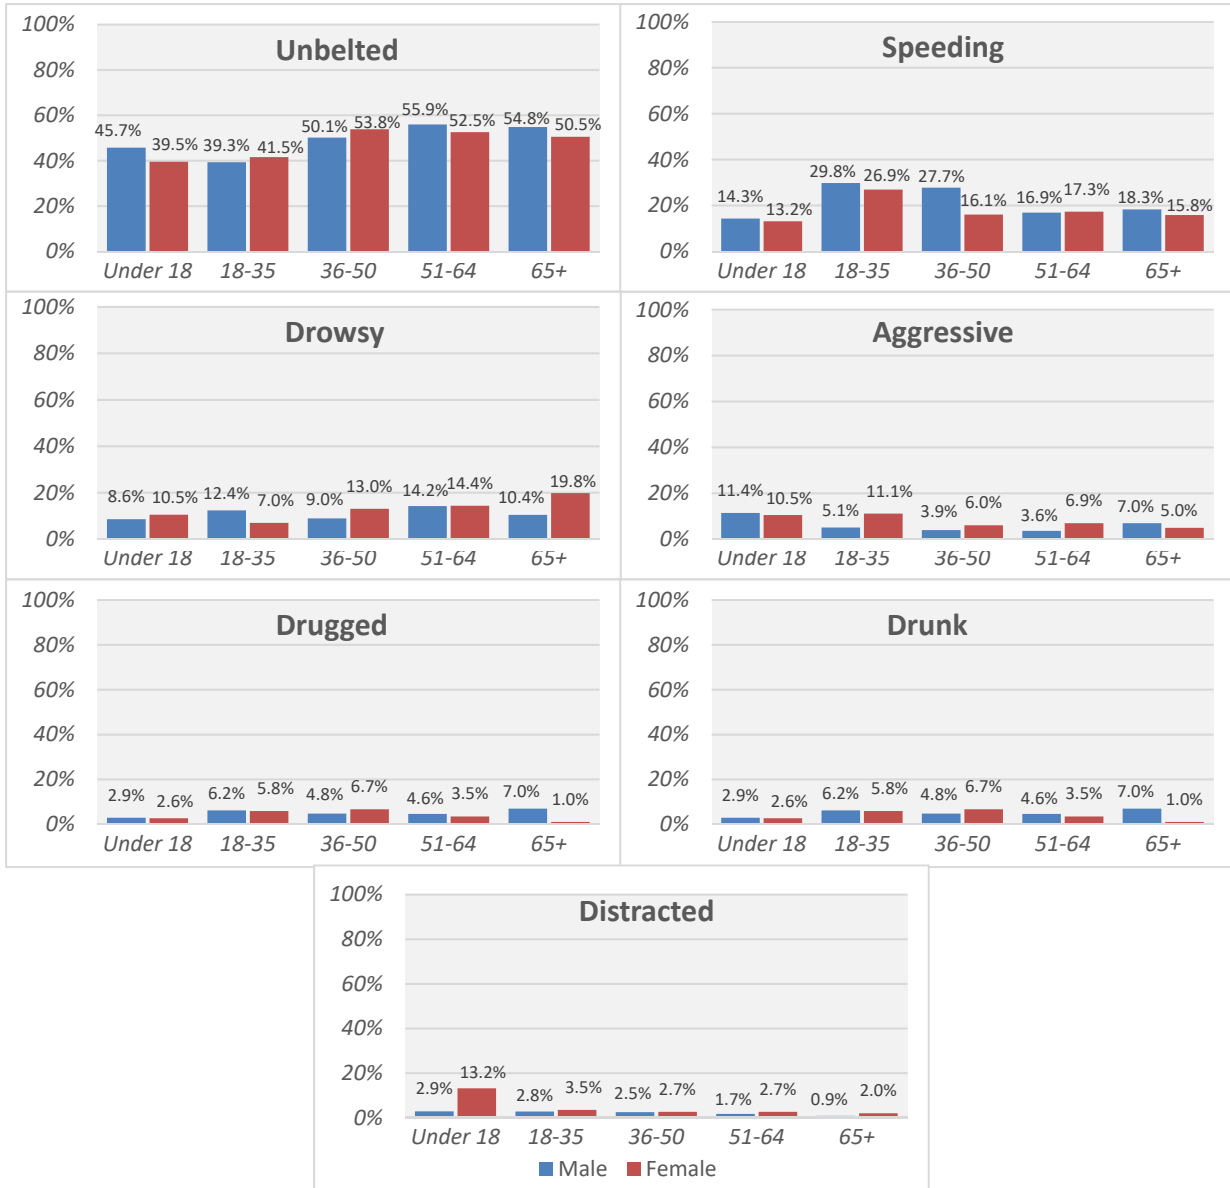 Unbelted
100%
80%
60%
40%
20%
0%
45.7% 39.5% 39.3% 41.5% 50.1% 53.8% 55.9% 52.5% 54.8% 50.5%
Under 18 18-35 36-50 51-64 65+
Speeding
100%
80%
60%
40%
20%
0%
14.3% 13.2% 29.8% 26.9% 27.7% 16.1% 16.9% 17.3% 18.3% 15.8%
Under 18 18-35 36-50 51-64 65+
Drowsy
100%
80%
60%
40%
20%
0%
8.6% 10.5% 12.4% 7.0% 9.0% 13.0% 14.2% 14.4% 10.4% 19.8%
Under 18 18-35 36-50 51-64 65+
Aggressive
100%
80%
60%
40%
20%
0%
11.4% 10.5% 5.1% 11.1% 3.9% 6.0% 3.6% 6.9% 7.0% 5.0%
Under 18 18-35 36-50 51-64 65+
Drugged
100%
80%
60%
40%
20%
0%
2.9% 2.6% 6.2% 5.8% 4.8% 6.7% 4.6% 3.5% 7.0% 1.0%
Under 18 18-35 36-50 51-64 65+
Drunk
100%
80%
60%
40%
20%
0%
2.9% 2.6% 6.2% 5.8% 4.8% 6.7% 4.6% 3.5% 7.0% 1.0%
Under 18 18-35 36-50 51-64 65+
Distracted
100%
80%
60%
40%
20%
0%
2.9% 13.2% 2.8% 3.5% 2.5% 2.7% 1.7% 2.7% 0.9% 2.0%
Under 18 18-35 36-50 51-64 65+
Male Female